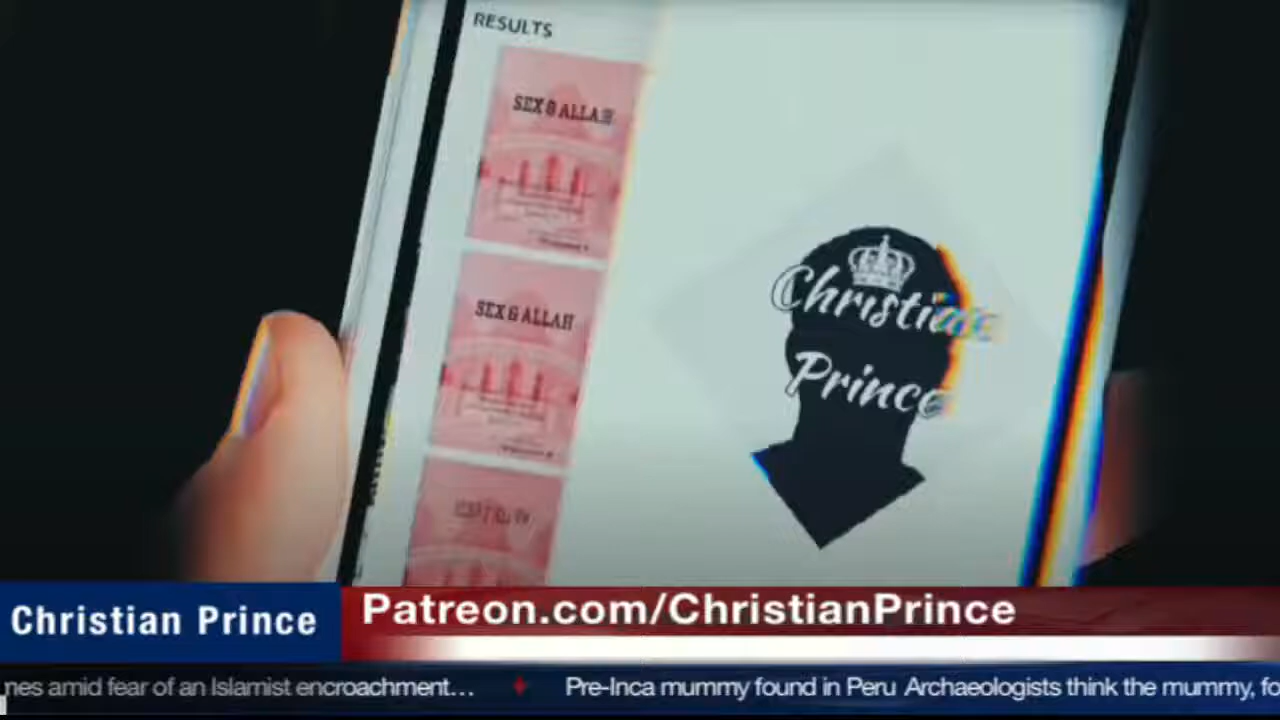 RESULTS
SEX & ALLAH
SEX & ALLAH
Christian
Prince
Christian Prince
Patreon.com/ChristianPrince
nes amid fear of an Islamist encroachment...
Pre-Inca mummy found in Peru Archaeologists think the mummy, fo